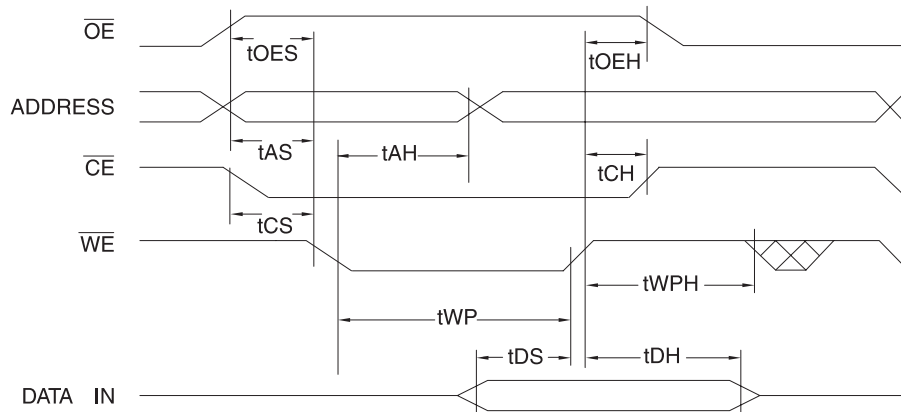 OE
tOES
tOEH
ADDRESS
tAS
tAH
CE
tCH
tCS
WE
tWPH
tWP
tDS
tDH
DATA IN